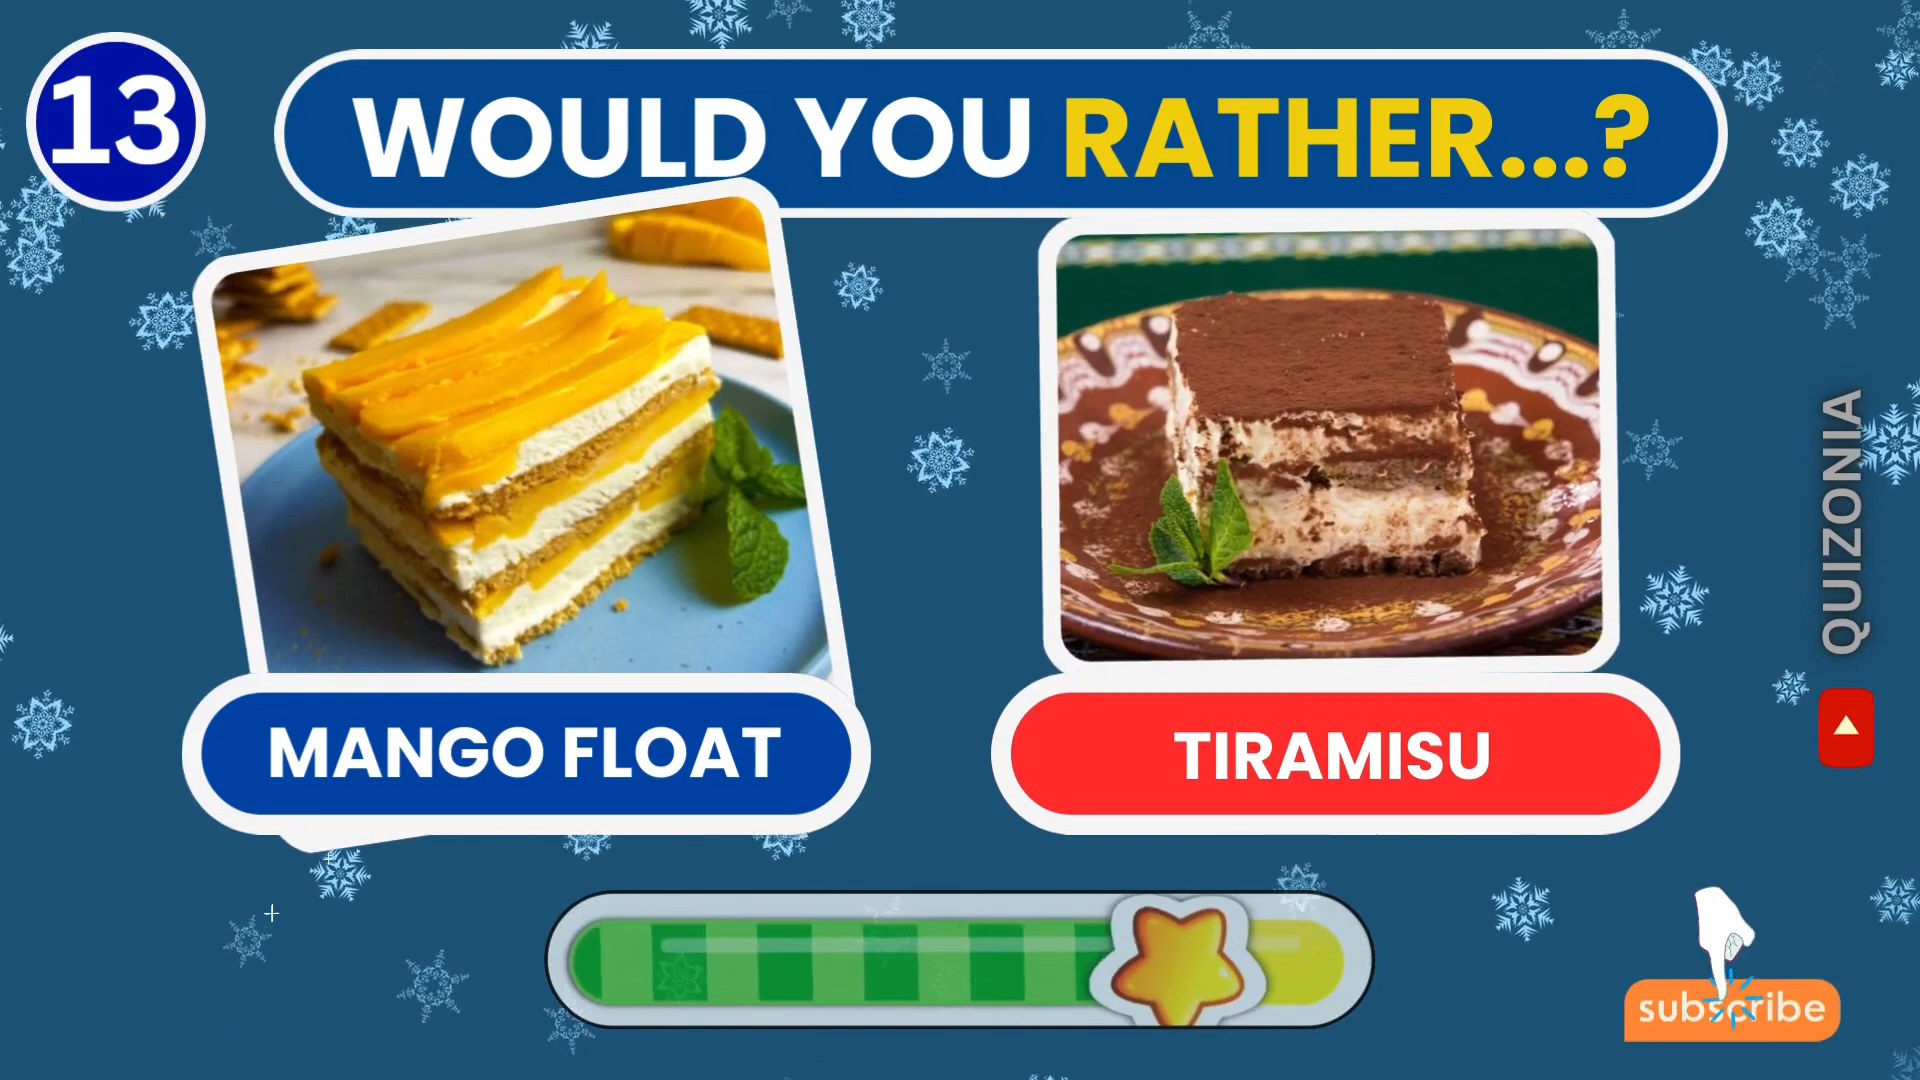 13
WOULD YOU RATHER...?
MANGO FLOAT
TIRAMISU
QUIZONIA
subscribe